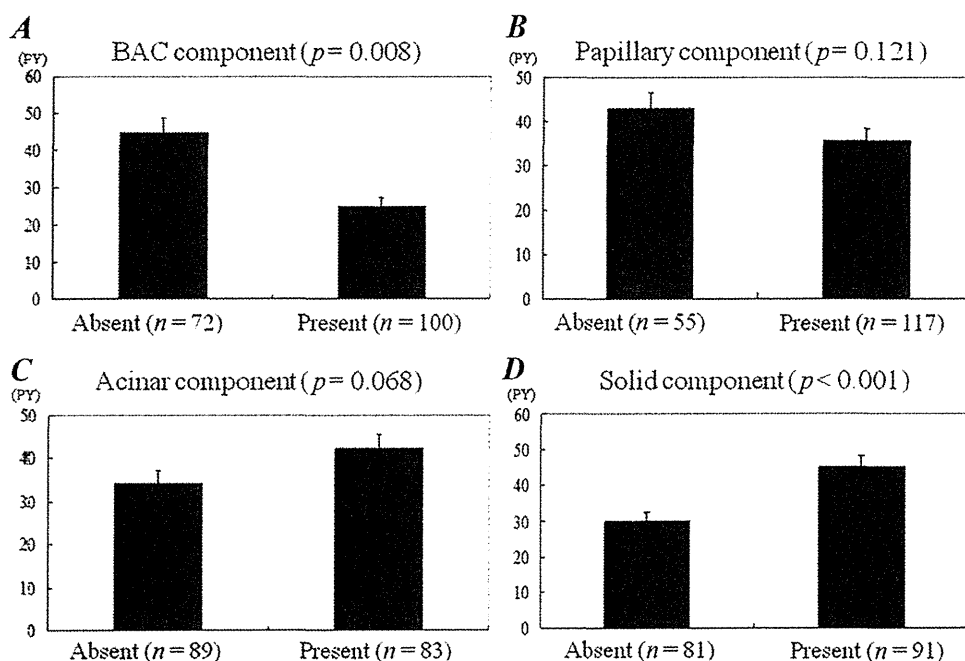 A
BAC component (p = 0.008)
(PY)
60
50
40
30
20
10
0
Absent (n = 72) Present (n = 100)
B
Papillary component (p = 0.121)
(PY)
50
40
30
20
10
0
Absent (n = 55) Present (n = 117)
C
Acinar component (p = 0.068)
(PY)
50
40
30
20
10
0
Absent (n = 89) Present (n = 83)
D
Solid component (p < 0.001)
(PY)
60
50
40
30
20
10
0
Absent (n = 81) Present (n = 91)